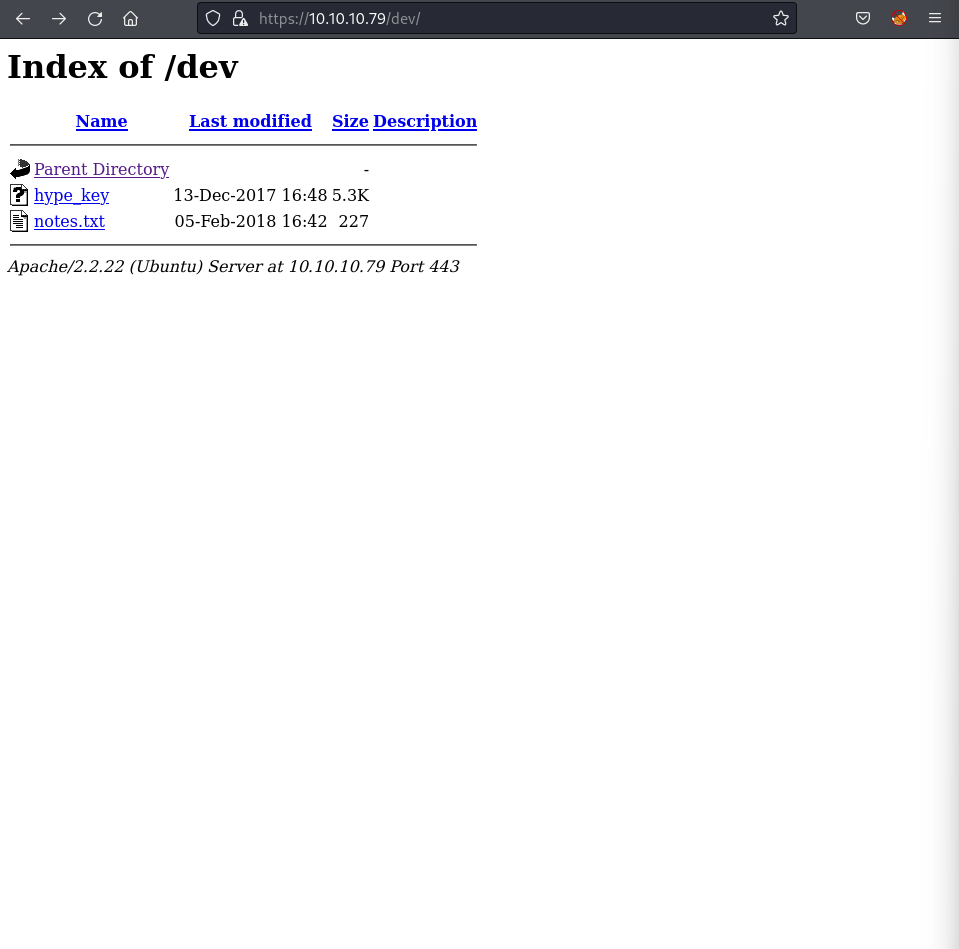 https://10.10.10.79/dev/
Index of /dev
Name Last modified Size Description
Parent Directory -
hype_key 13-Dec-2017 16:48 5.3K
notes.txt 05-Feb-2018 16:42 227
Apache/2.2.22 (Ubuntu) Server at 10.10.10.79 Port 443